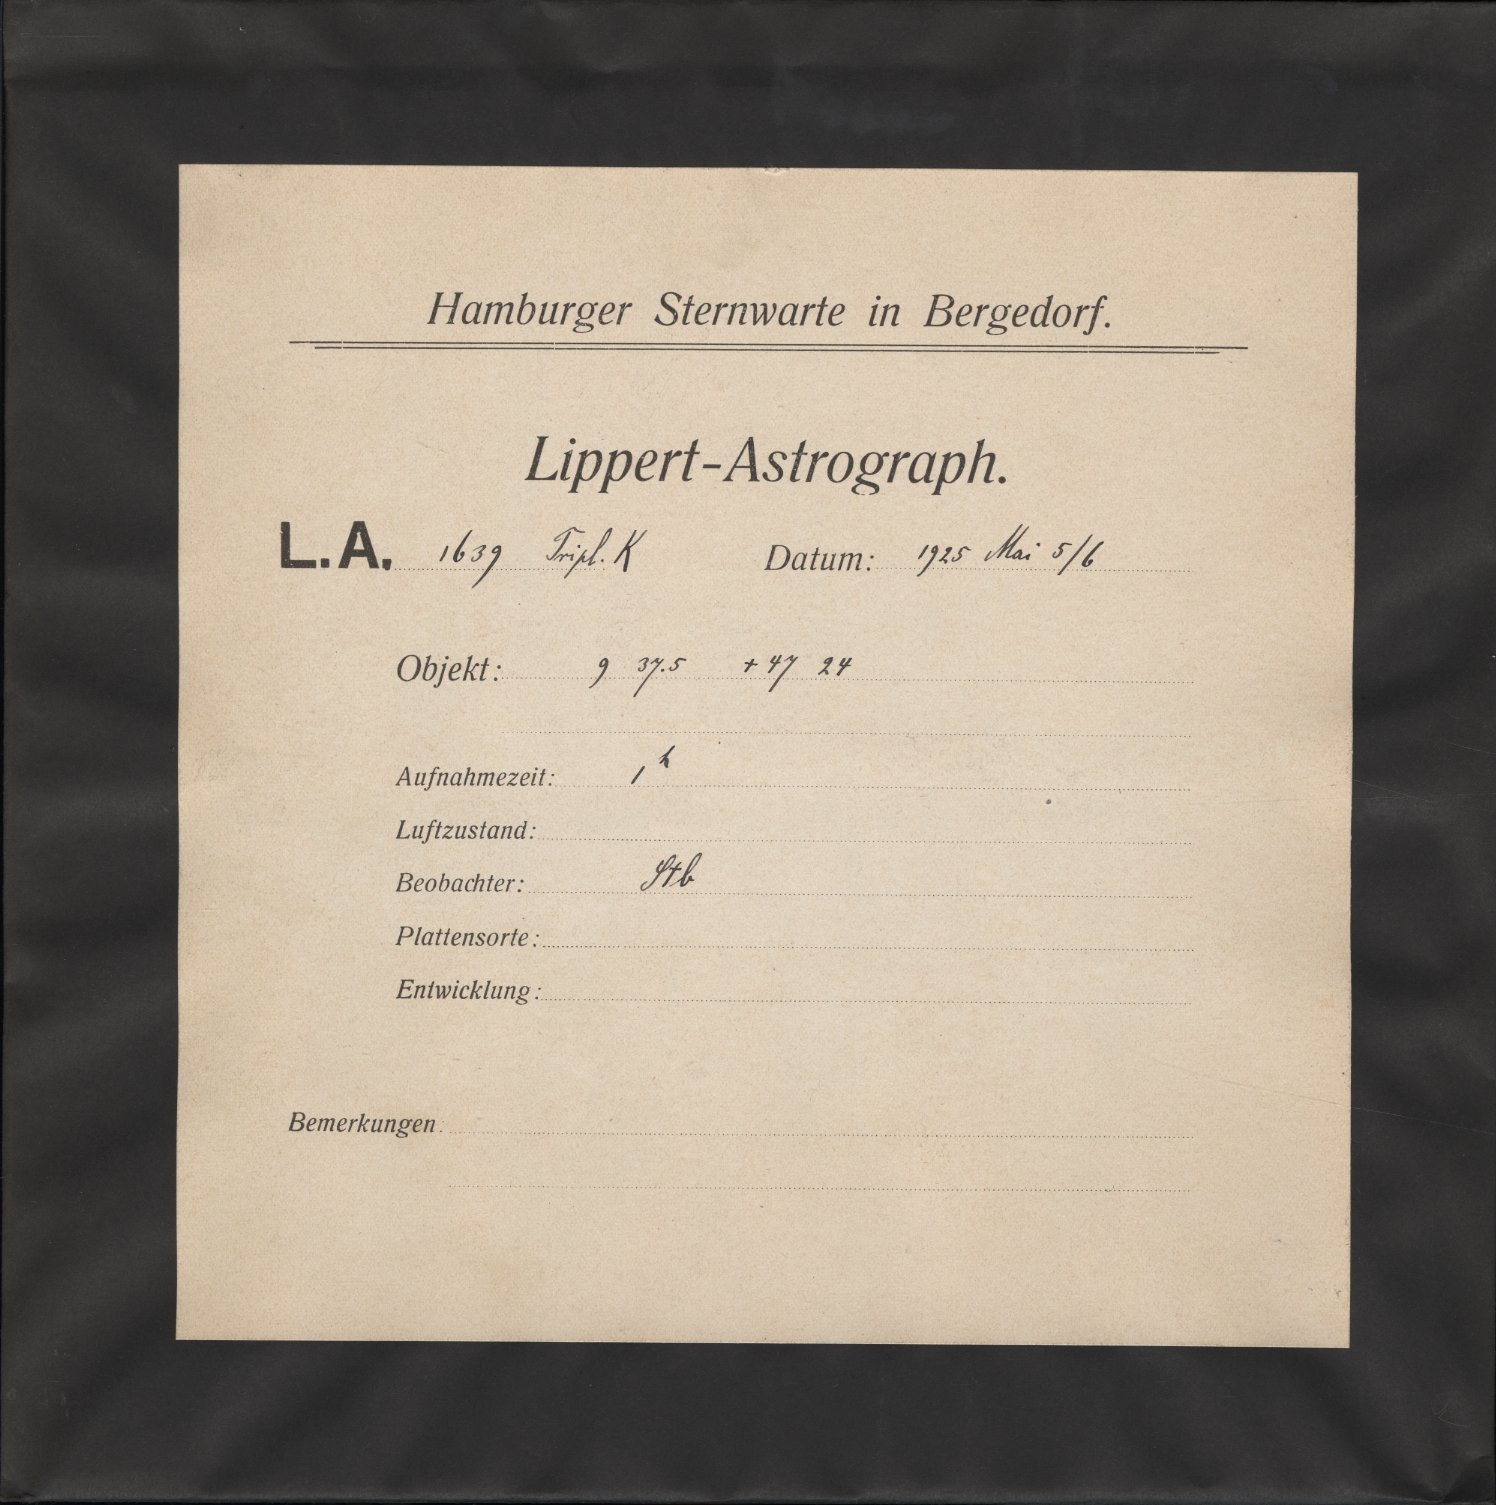 Hamburger Sternwarte in Bergedorf.
Lippert-Astrograph.
L.A. 1639 Tripl. K Datum: 1925 Mai 5/6
Objekt: 9 37.5 + 47 24
Aufnahmezeit: 1h
Luftzustand:
Beobachter: Stb
Plattensorte:
Entwicklung:
Bemerkungen